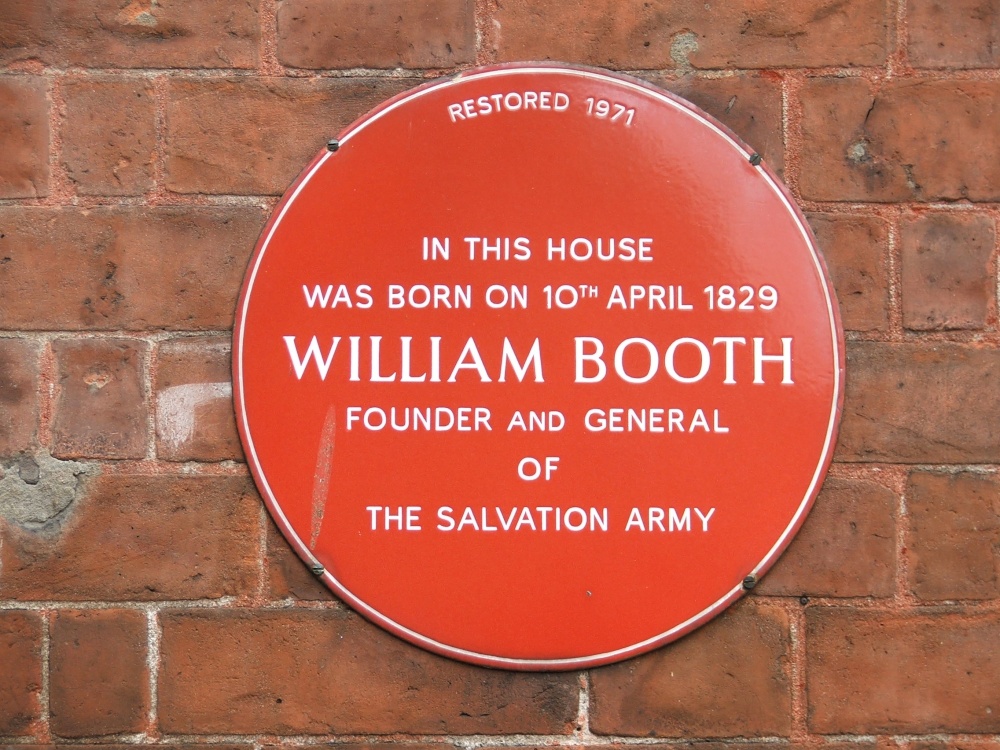 RESTORED 1971
IN THIS HOUSE
WAS BORN ON 10TH APRIL 1829
WILLIAM BOOTH
FOUNDER AND GENERAL
OF
THE SALVATION ARMY